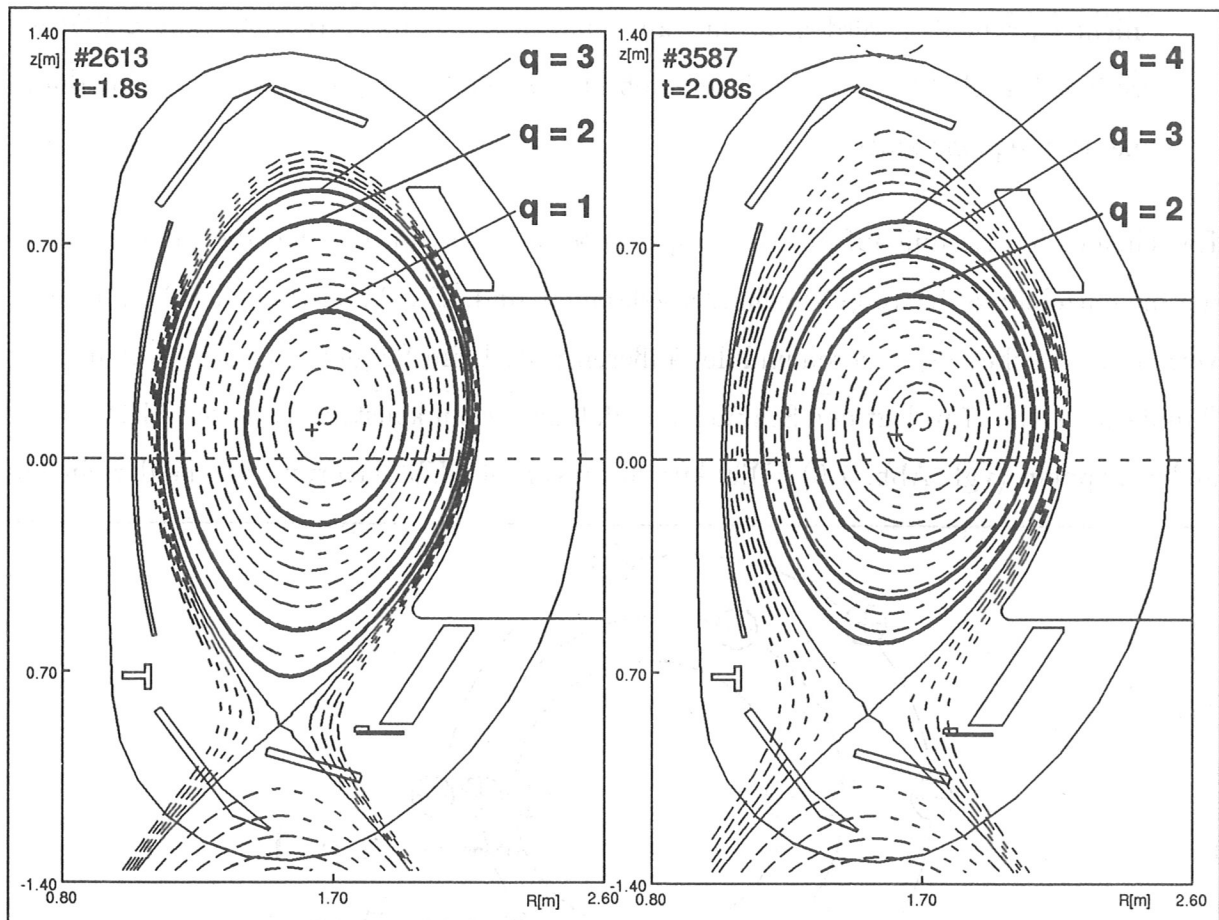 1.40
z[m]
#2613
t=1.8s
q = 3
q = 2
q = 1
0.70
0.00
0.70
-1.40
0.80
1.70
R[m]
2.60
1.40
z[m]
#3587
t=2.08s
q = 4
q = 3
q = 2
0.70
0.00
0.70
-1.40
0.80
1.70
R[m]
2.60